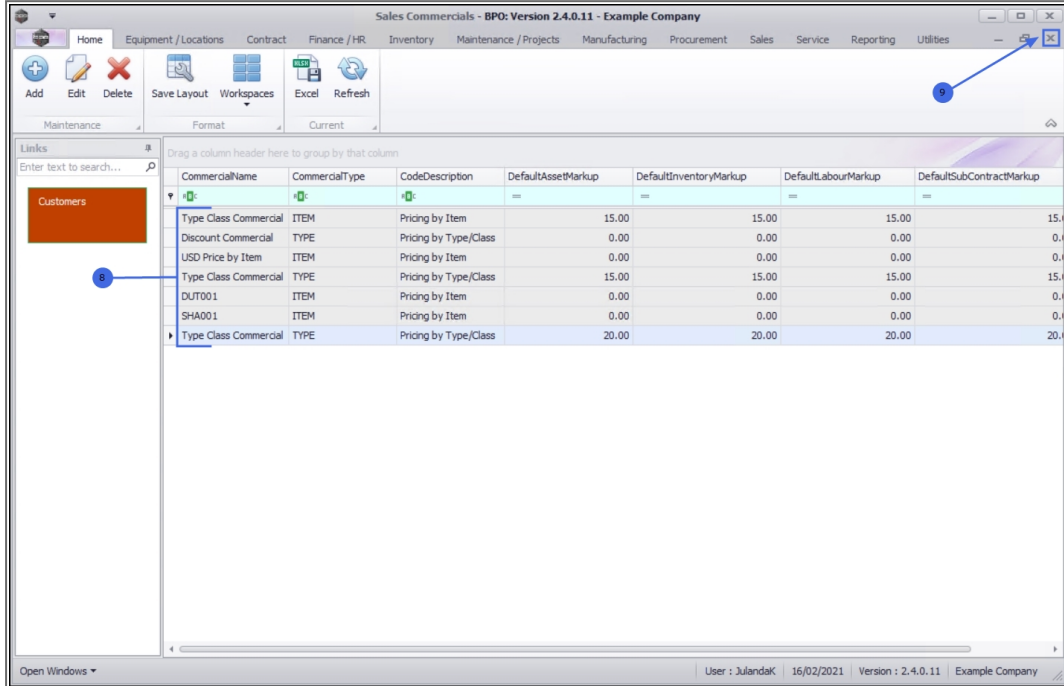 Sales Commercials - BPO: Version 2.4.0.11 - Example Company
Home Equipment / Locations Contract Finance / HR Inventory Maintenance / Projects Manufacturing Procurement Sales Service Reporting Utilities
9
Add Edit Delete Save Layout Workspaces Excel Refresh
Maintenance Format Current
Links
Enter text to search...
Customers
Drag a column header here to group by that column
CommercialName CommercialType CodeDescription DefaultAssetMarkup DefaultInventoryMarkup DefaultLabourMarkup DefaultSubContractMarkup
= = = =
Type Class Commercial ITEM Pricing by Item 15.00 15.00 15.00 15.
Discount Commercial TYPE Pricing by Type/Class 0.00 0.00 0.00 0.
USD Price by Item ITEM Pricing by Item 0.00 0.00 0.00 0.
8
Type Class Commercial TYPE Pricing by Type/Class 15.00 15.00 15.00 15.
DUT001 ITEM Pricing by Item 0.00 0.00 0.00 0.
SHA001 ITEM Pricing by Item 0.00 0.00 0.00 0.
Type Class Commercial TYPE Pricing by Type/Class 20.00 20.00 20.00 20.
Open Windows User : JulandaK 16/02/2021 Version : 2.4.0.11 Example Company